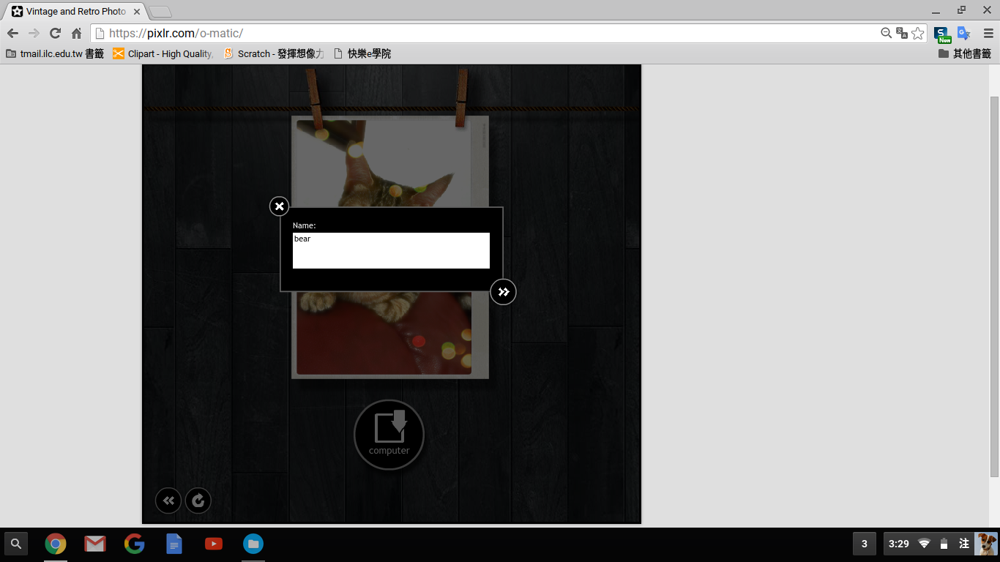 Vintage and Retro Photo
https://pixlr.com/o-matic/
New
tmail.ilc.edu.tw 書籤
Clipart - High Quality,
Scratch - 發揮想像力
快樂e學院
其他書籤
Name:
bear
computer
3
3:29
注